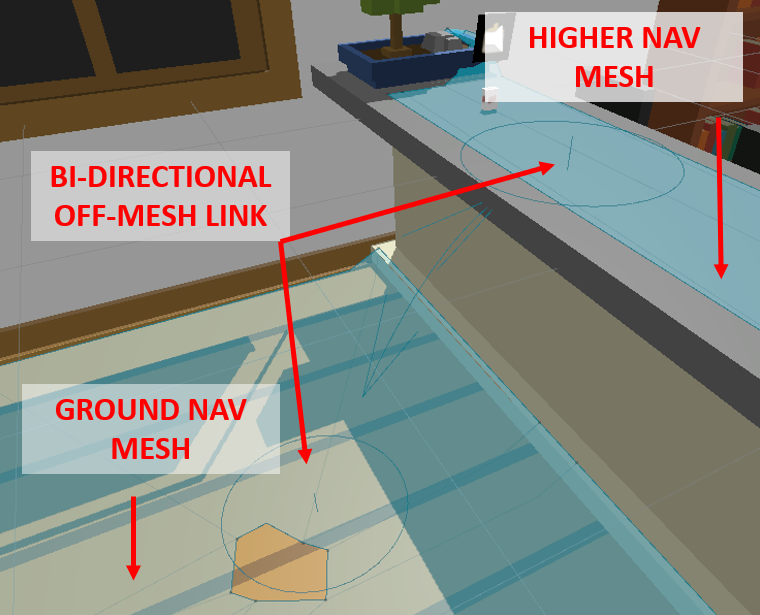 HIGHER NAV
MESH
BI-DIRECTIONAL
OFF-MESH LINK
GROUND NAV
MESH